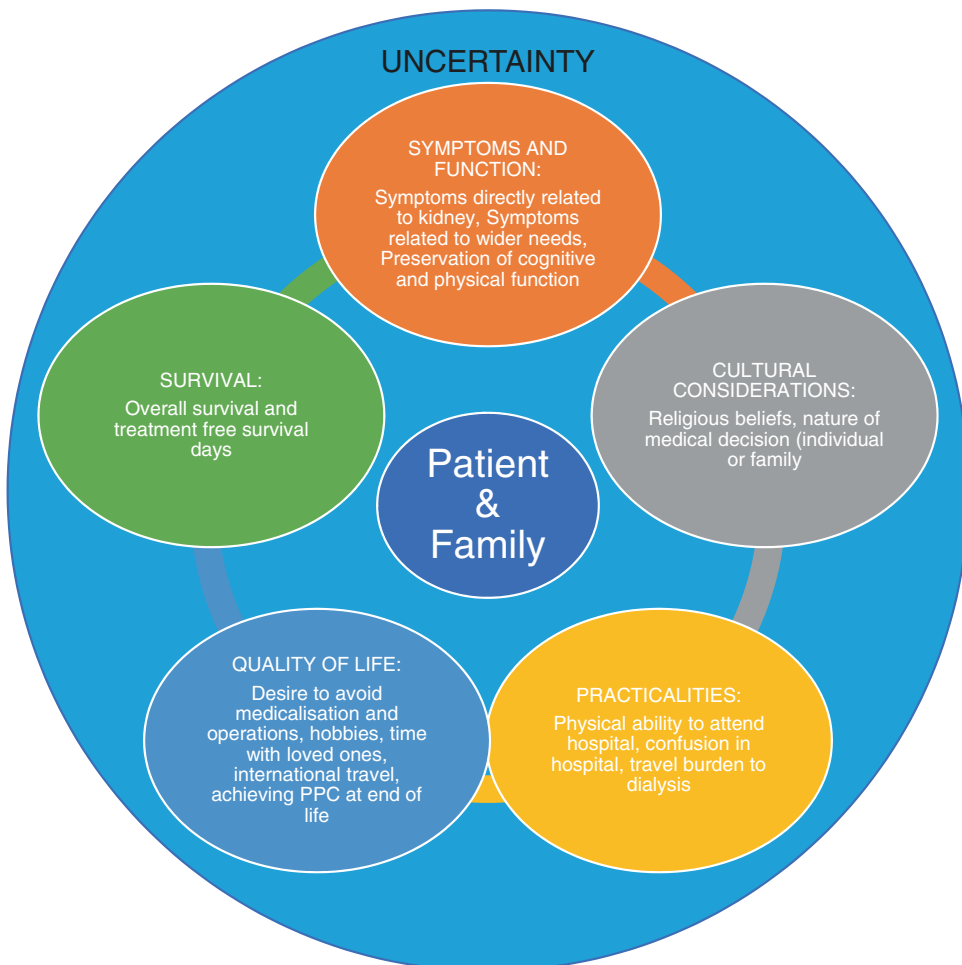 UNCERTAINTY
SYMPTOMS AND
FUNCTION:
Symptoms directly related
to kidney, Symptoms
related to wider needs,
Preservation of cognitive
and physical function
SURVIVAL:
Overall survival and
treatment free survival
days
CULTURAL
CONSIDERATIONS:
Religious beliefs, nature of
medical decision (individual
or family
Patient
&
Family
QUALITY OF LIFE:
Desire to avoid
medicalisation and
operations, hobbies, time
with loved ones,
international travel,
achieving PPC at end of
life
PRACTICALITIES:
Physical ability to attend
hospital, confusion in
hospital, travel burden to
dialysis